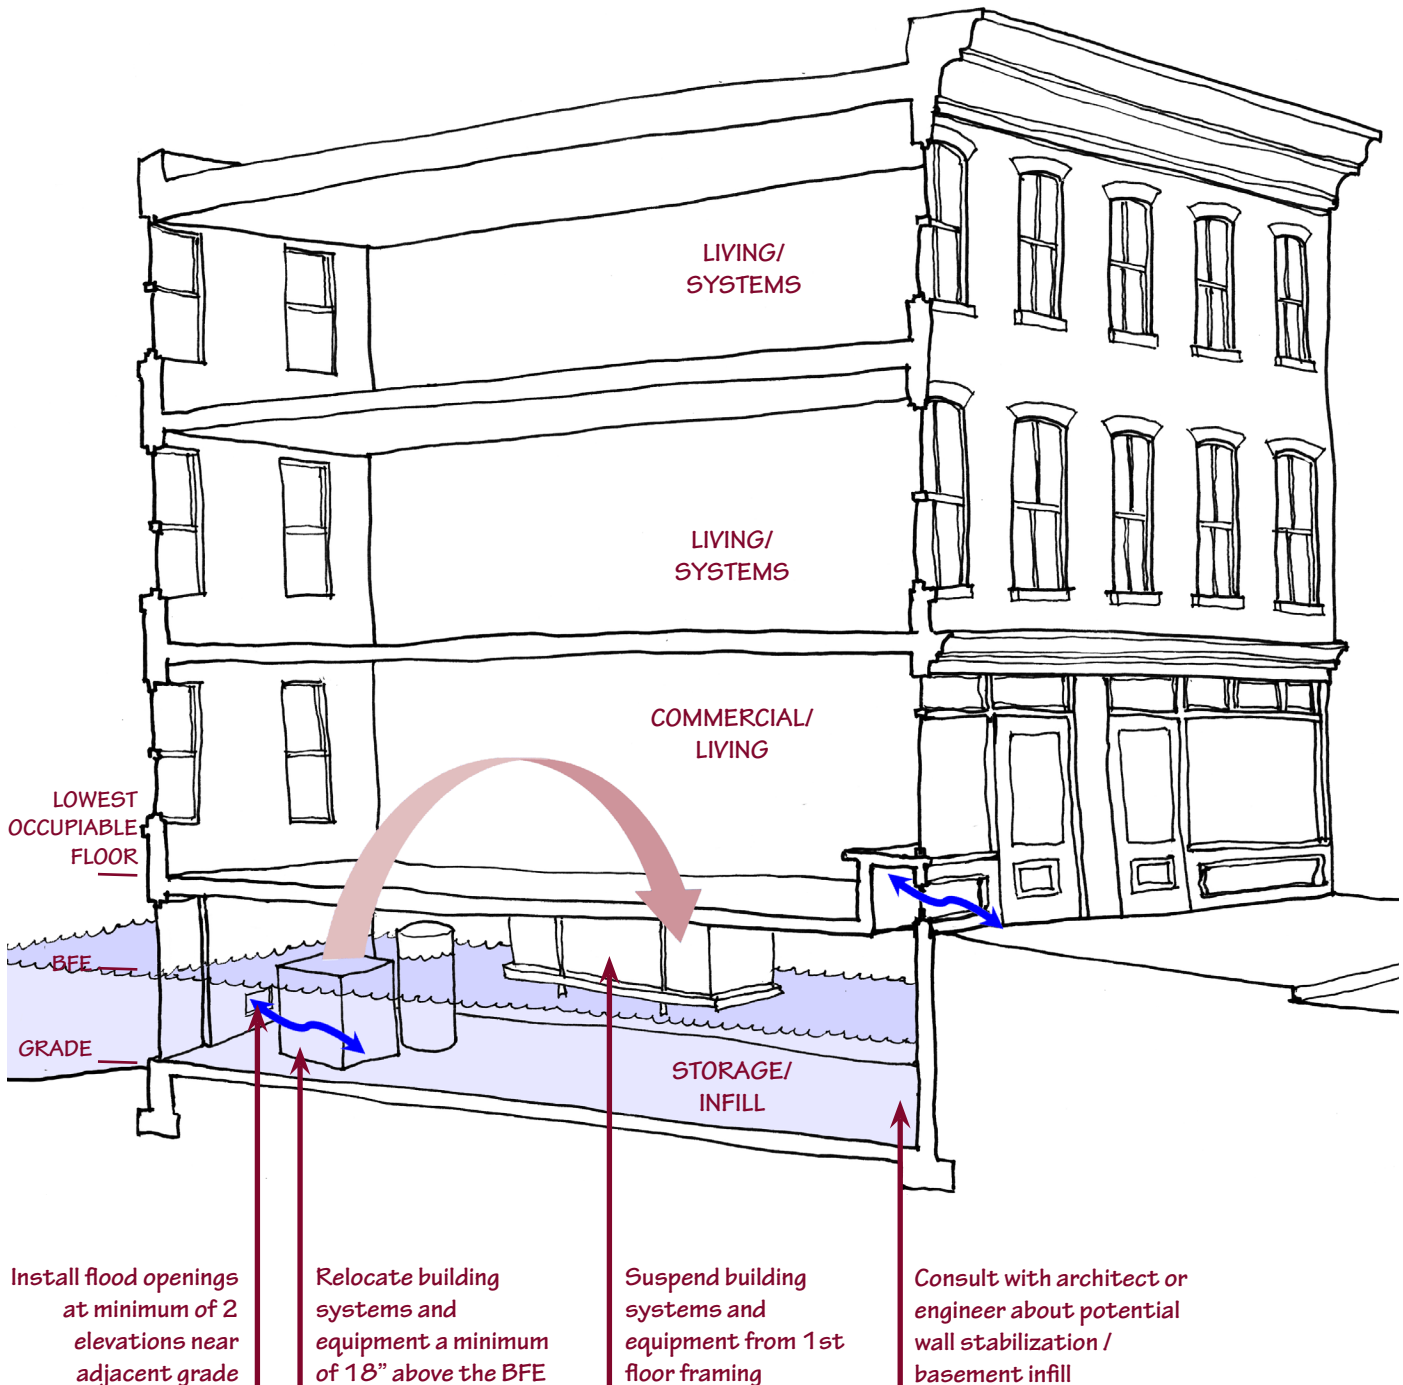 LIVING/
SYSTEMS
LIVING/
SYSTEMS
COMMERCIAL/
LIVING
LOWEST
OCCUPIABLE
FLOOR
BFE
GRADE
STORAGE/
INFILL
Install flood openings
at minimum of 2
elevations near
adjacent grade
Relocate building
systems and
equipment a minimum
of 18” above the BFE
Suspend building
systems and
equipment from 1st
floor framing
Consult with architect or
engineer about potential
wall stabilization /
basement infill